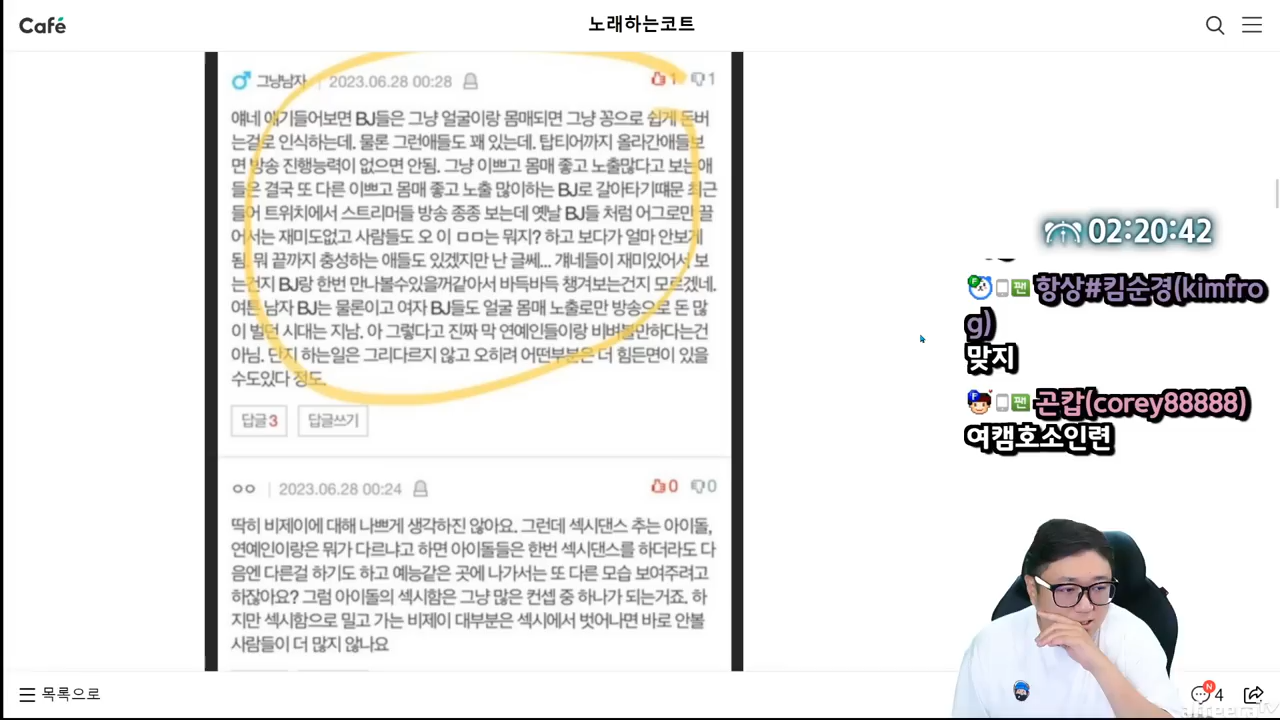 Café
노래하는코트
그냥남자 | 2023.06.28 00:28
1 1
얘네 얘기들어보면 BJ들은 그냥 얼굴이랑 몸매되면 그냥 꽁으로 쉽게 돈버
는걸로 인식하는데. 물론 그런애들도 꽤 있는데. 탑티어까지 올라간애들보
면 방송 진행능력이 없으면 안됨. 그냥 이쁘고 몸매 좋고 노출많다고 보는애
들은 결국 또 다른 이쁘고 몸매 좋고 노출 많이하는 BJ로 갈아타기떄문 최근
들어 트위치에서 스트리머들 방송 종종 보는데 옛날 BJ들 처럼 어그로만 끌
어서는 재미도없고 사람들도 오 이 ㅁㅁ는 뭐지? 하고 보다가 얼마 안보게
됨. 뭐 끝까지 충성하는 애들도 있겠지만 난 글쎄... 걔네들이 재미있어서 보
는건지 BJ랑 한번 만나볼수있을까같아서 바득바득 챙겨보는건지 모르겠네.
여튼 남자 BJ는 물론이고 여자 BJ들도 얼굴 몸매 노출로만 방송으로 돈 많
이 벌던 시대는 지남. 아 그렇다고 진짜 막 연예인들이랑 비벼볼만하다는건
아님. 단지 하는일은 그리다르지 않고 오히려 어떤부분은 더 힘든면이 있을
수도있다 정도.
답글 3 답글쓰기
ㅇㅇ | 2023.06.28 00:24
0 0
딱히 비제이에 대해 나쁘게 생각하진 않아요. 그런데 섹시댄스 추는 아이돌,
연예인이랑은 뭐가 다르냐고 하면 아이돌들은 한번 섹시댄스를 하더라도 다
음엔 다른걸 하기도 하고 예능같은 곳에 나가서는 또 다른 모습 보여주려고
하잖아요? 그럼 아이돌의 섹시함은 그냥 많은 컨셉 중 하나가 되는거죠. 하
지만 섹시함으로 밀고 가는 비제이 대부분은 섹시에서 벗어나면 바로 안볼
사람들이 더 많지 않나요
02:20:42
F 팬 항상#킴순경(kimfro
g)
맞지
F 팬 곤캅(corey88888)
여캠호소인련
목록으로
N 4
afreecaTV